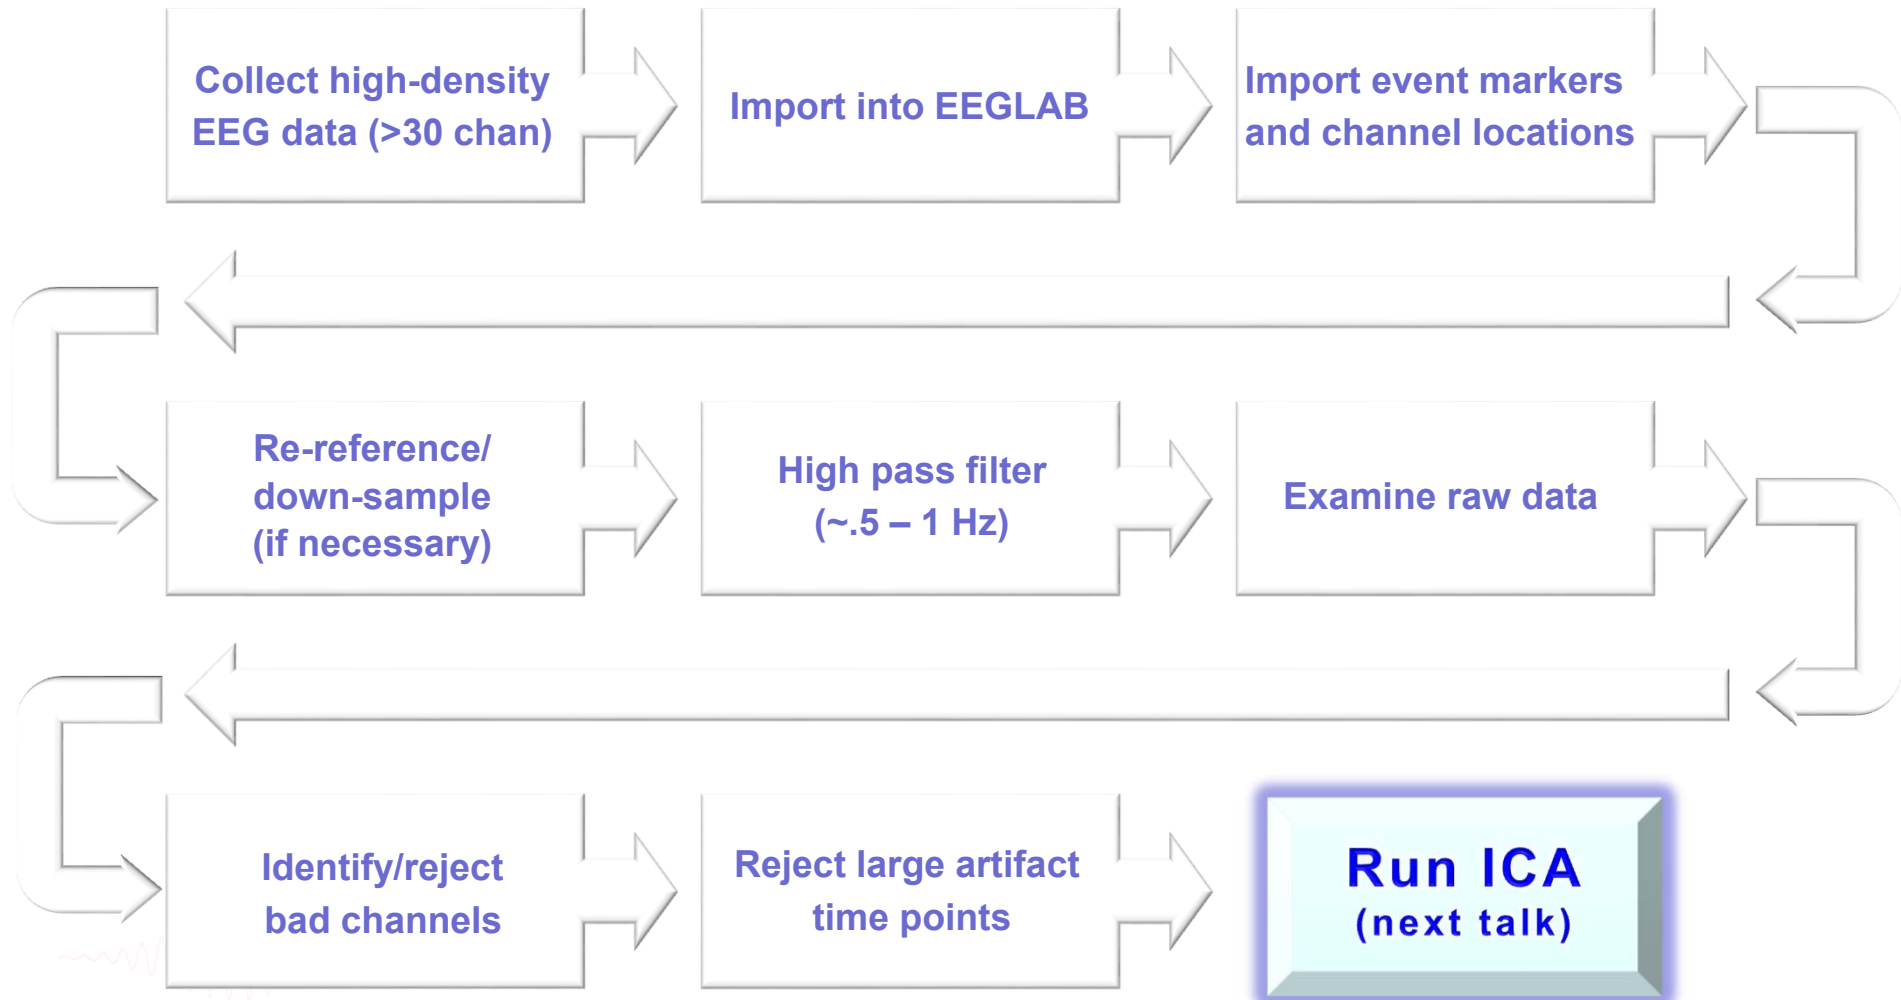 Collect high-density
EEG data (>30 chan)
Import into EEGLAB
Import event markers
and channel locations
Re-reference/
down-sample
(if necessary)
High pass filter
(~.5 – 1 Hz)
Examine raw data
Identify/reject
bad channels
Reject large artifact
time points
Run ICA
(next talk)